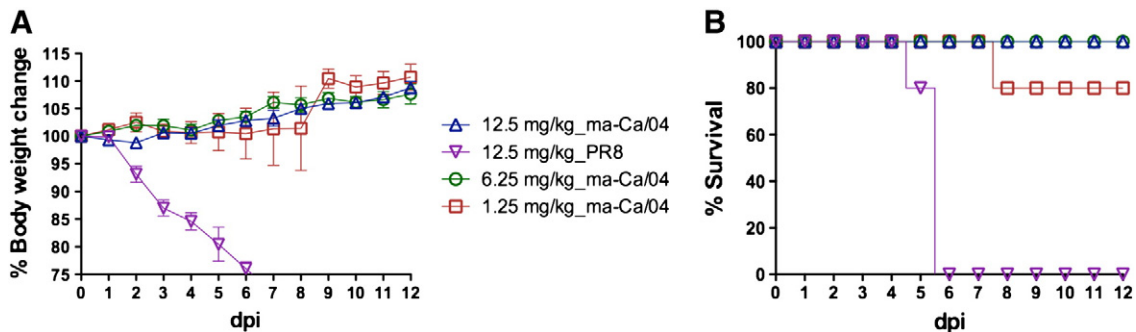 A
% Body weight change
115
110
105
100
95
90
85
80
75
0 1 2 3 4 5 6 7 8 9 10 11 12
dpi
12.5 mg/kg_ma-Ca/04
12.5 mg/kg_PR8
6.25 mg/kg_ma-Ca/04
1.25 mg/kg_ma-Ca/04
B
% Survival
100
80
60
40
20
0
0 1 2 3 4 5 6 7 8 9 10 11 12
dpi